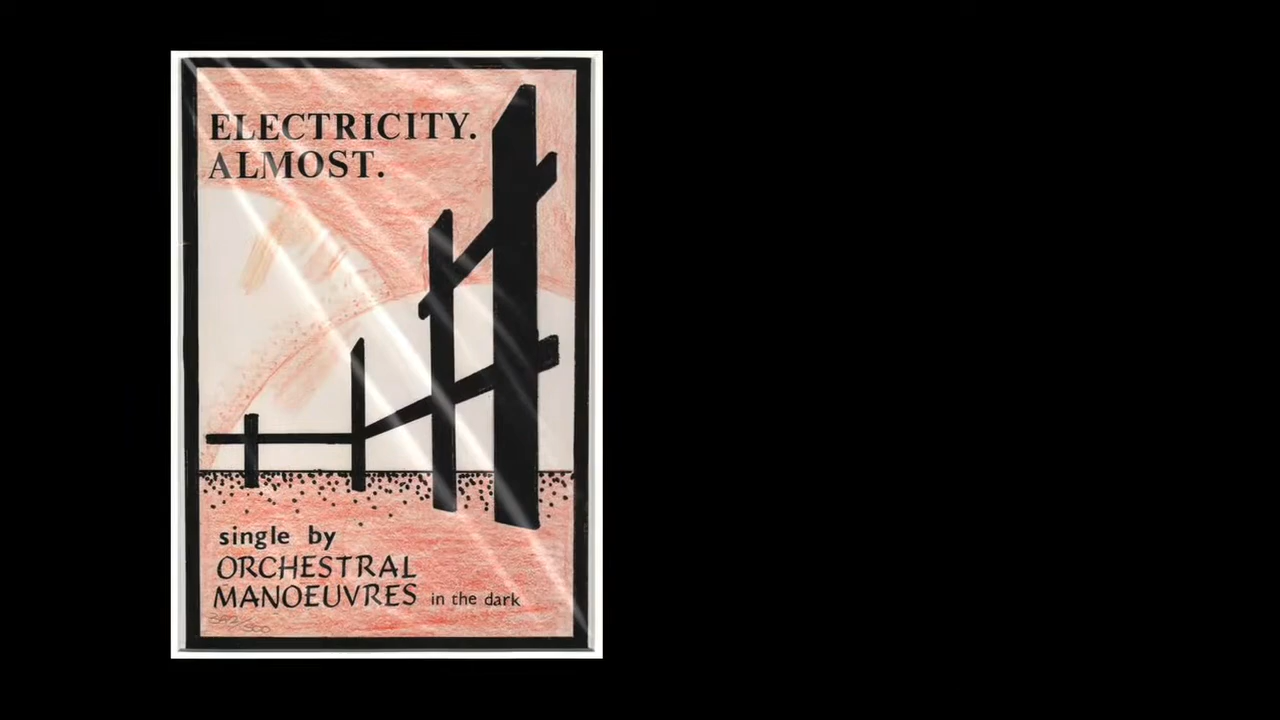 ELECTRICITY.
ALMOST.
single by
ORCHESTRAL
MANOEUVRES in the dark